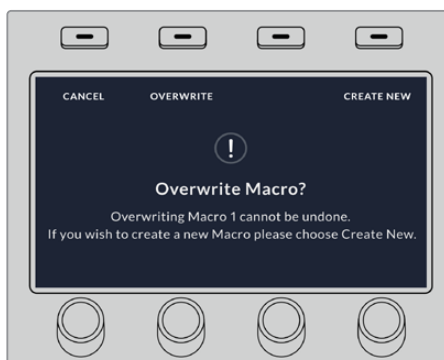 CANCEL OVERWRITE CREATE NEW
Overwrite Macro?
Overwriting Macro 1 cannot be undone.
If you wish to create a new Macro please choose Create New.